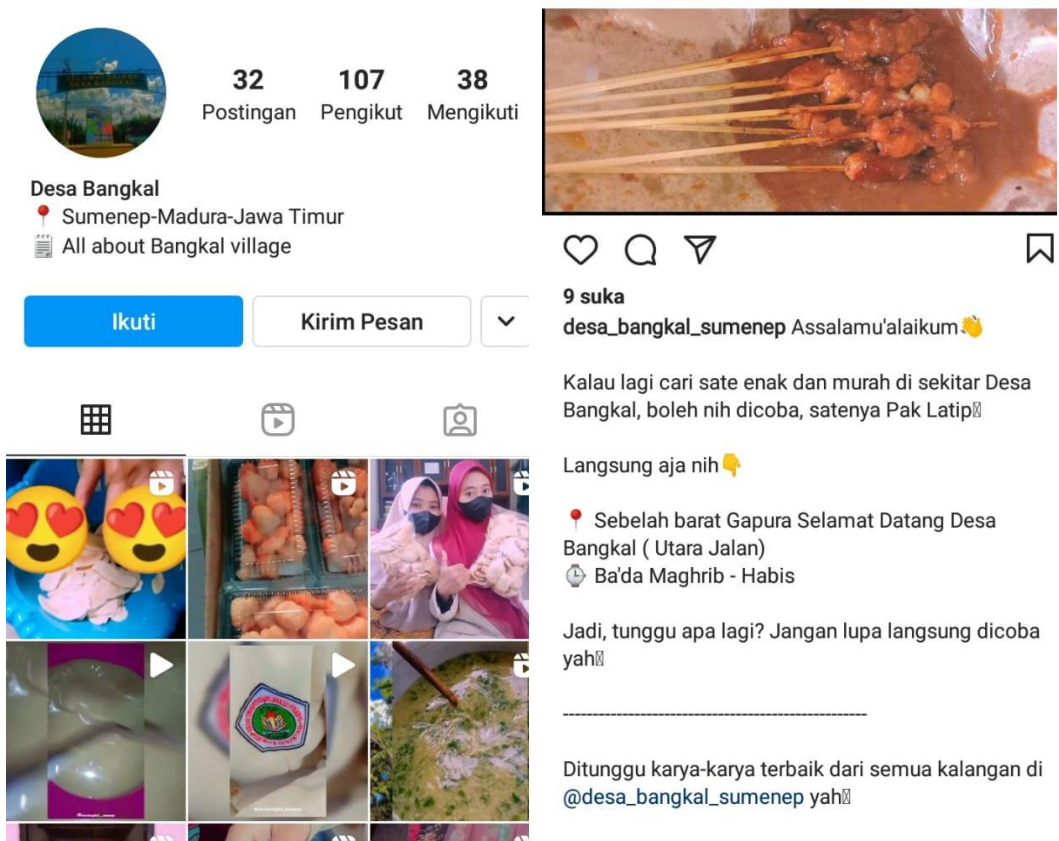 32
107
38
Postingan
Pengikut
Mengikuti
Desa Bangkal
📍 Sumenep-Madura-Jawa Timur
🗒️ All about Bangkal village
Ikuti
Kirim Pesan
9 suka
desa_bangkal_sumenep Assalamu'alaikum👋
Kalau lagi cari sate enak dan murah di sekitar Desa
Bangkal, boleh nih dicoba, satenya Pak Latip
Langsung aja nih👇
📍 Sebelah barat Gapura Selamat Datang Desa
Bangkal ( Utara Jalan)
🕒 Ba'da Maghrib - Habis
Jadi, tunggu apa lagi? Jangan lupa langsung dicoba
yah
---------------------------------------------------
Ditunggu karya-karya terbaik dari semua kalangan di
@desa_bangkal_sumenep yah